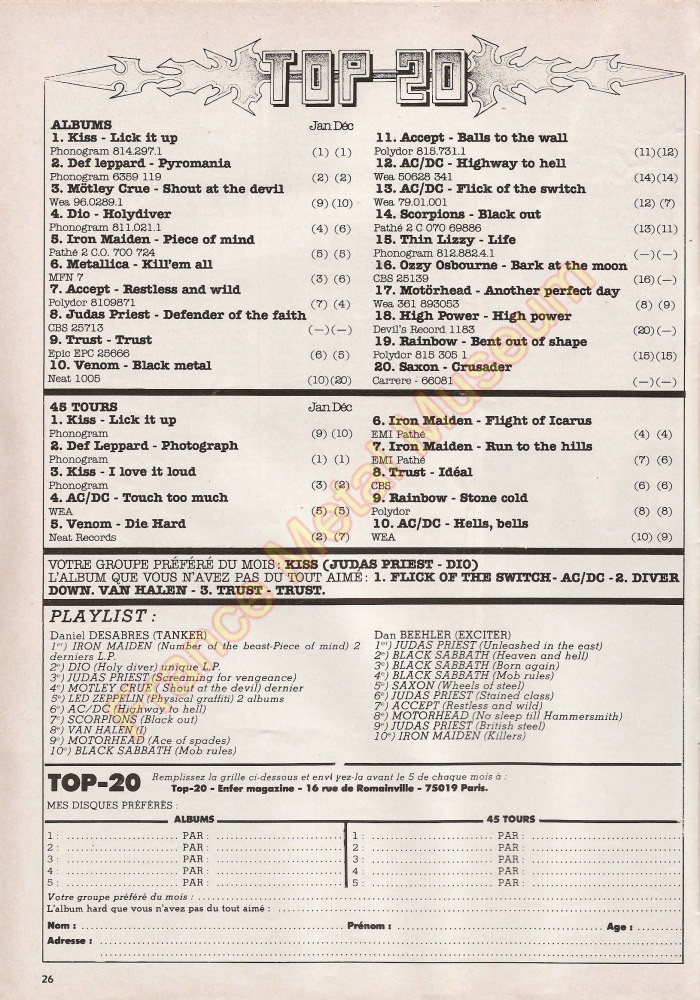 TOP-20
ALBUMS Jan Déc
1. Kiss - Lick it up
Phonogram 814.297.1 (1) (1)
2. Def leppard - Pyromania
Phonogram 6359 119 (2) (2)
3. Mötley Crue - Shout at the devil
Wea 96.0289.1 (9) (10)
4. Dio - Holydiver
Phonogram 811.021.1 (4) (6)
5. Iron Maiden - Piece of mind
Pathé 2 C.O. 700 724 (5) (5)
6. Metallica - Kill'em all
MFN 7 (3) (6)
7. Accept - Restless and wild
Polydor 8109871 (7) (4)
8. Judas Priest - Defender of the faith
CBS 25713 (—) (—)
9. Trust - Trust
Epic EPC 25666 (6) (5)
10. Venom - Black metal
Neat 1005 (10)(20)
11. Accept - Balls to the wall
Polydor 815.731.1 (11)(12)
12. AC/DC - Highway to hell
Wea 50628 341 (14)(14)
13. AC/DC - Flick of the switch
Wea 79.01.001 (12) (7)
14. Scorpions - Black out
Pathé 2 C 070 69886 (13)(11)
15. Thin Lizzy - Life
Phonogram 812.882.4.1 (—)(—)
16. Ozzy Osbourne - Bark at the moon
CBS 25139 (16)(—)
17. Motörhead - Another perfect day
Wea 361 893053 (8) (9)
18. High Power - High power
Devil's Record 1183 (20)(—)
19. Rainbow - Bent out of shape
Polydor 815 305 1 (15)(15)
20. Saxon - Crusader
Carrere - 66081 (—)(—)
45 TOURS Jan Déc
1. Kiss - Lick it up
Phonogram (9) (10)
2. Def Leppard - Photograph
Phonogram (1) (1)
3. Kiss - I love it loud
Phonogram (3) (2)
4. AC/DC - Touch too much
WEA (5) (5)
5. Venom - Die Hard
Neat Records (2) (7)
6. Iron Maiden - Flight of Icarus
EMI Pathé (4) (4)
7. Iron Maiden - Run to the hills
EMI Pathé (7) (6)
8. Trust - Idéal
CBS (6) (6)
9. Rainbow - Stone cold
Polydor (8) (8)
10. AC/DC - Hells, bells
WEA (10) (9)
VOTRE GROUPE PRÉFÉRÉ DU MOIS : KISS (JUDAS PRIEST - DIO)
L'ALBUM QUE VOUS N'AVEZ PAS DU TOUT AIMÉ : 1. FLICK OF THE SWITCH - AC/DC - 2. DIVER
DOWN. VAN HALEN - 3. TRUST - TRUST.
PLAYLIST :
Daniel DESABRES (TANKER)
1er) IRON MAIDEN (Number of the beast-Piece of mind) 2
derniers L.P.
2e) DIO (Holy diver) unique L.P.
3e) JUDAS PRIEST (Screaming for vengeance)
4e) MOTLEY CRUE (Shout at the devil) dernier
5e) LED ZEPPELIN (Physical graffiti) 2 albums
6e) AC/DC (Highway to hell)
7e) SCORPIONS (Black out)
8e) VAN HALEN (I)
9e) MOTORHEAD (Ace of spades)
10e) BLACK SABBATH (Mob rules)
Dan BEEHLER (EXCITER)
1er) JUDAS PRIEST (Unleashed in the east)
2e) BLACK SABBATH (Heaven and hell)
3e) BLACK SABBATH (Born again)
4e) BLACK SABBATH (Mob rules)
5e) SAXON (Wheels of steel)
6e) JUDAS PRIEST (Stained class)
7e) ACCEPT (Restless and wild)
8e) MOTORHEAD (No sleep till Hammersmith)
9e) JUDAS PRIEST (British steel)
10e) IRON MAIDEN (Killers)
France Metal Museum
TOP-20 Remplissez la grille ci-dessous et envoyez-la avant le 5 de chaque mois à :
Top-20 - Enfer magazine - 16 rue de Romainville - 75019 Paris.
MES DISQUES PRÉFÉRÉS :
ALBUMS 45 TOURS
1 : PAR : 1 : PAR :
2 : PAR : 2 : PAR :
3 : PAR : 3 : PAR :
4 : PAR : 4 : PAR :
5 : PAR : 5 : PAR :
Votre groupe préféré du mois :
L'album hard que vous n'avez pas du tout aimé :
Nom : Prénom : Age :
Adresse :
26